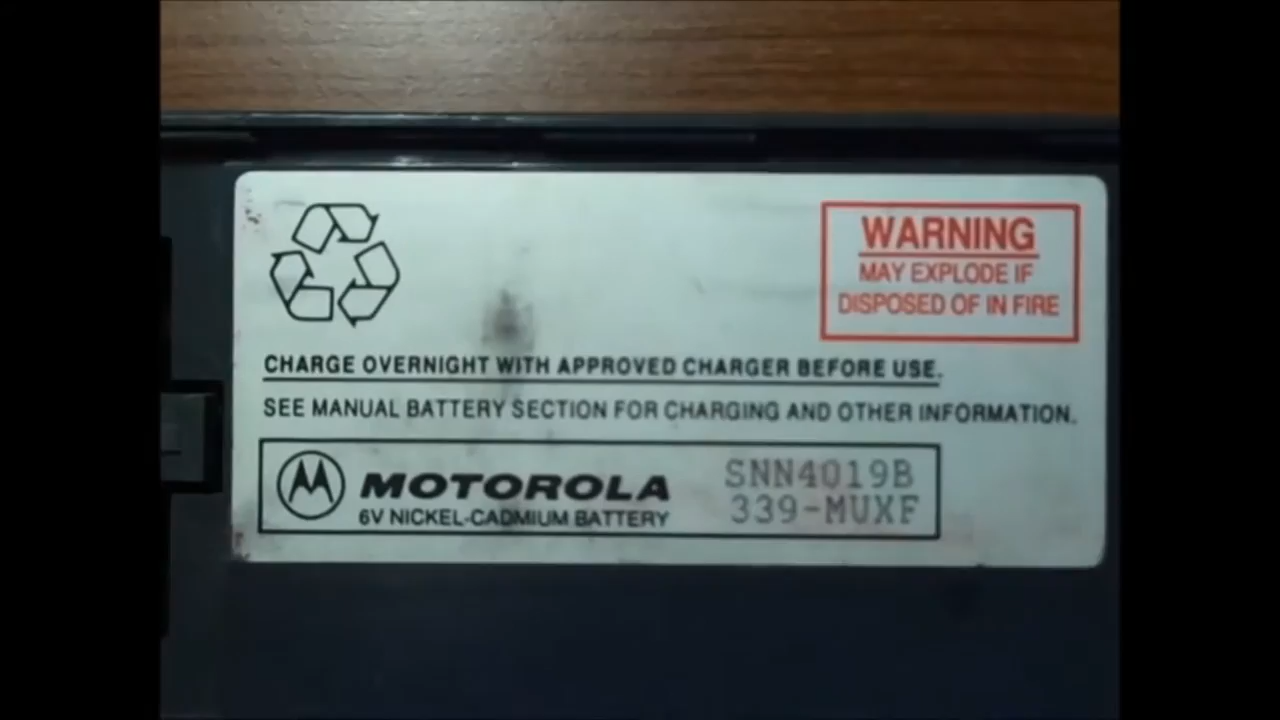 WARNING
MAY EXPLODE IF
DISPOSED OF IN FIRE
CHARGE OVERNIGHT WITH APPROVED CHARGER BEFORE USE.
SEE MANUAL BATTERY SECTION FOR CHARGING AND OTHER INFORMATION.
MOTOROLA
6V NICKEL-CADMIUM BATTERY
SNN4019B
339-MUXF